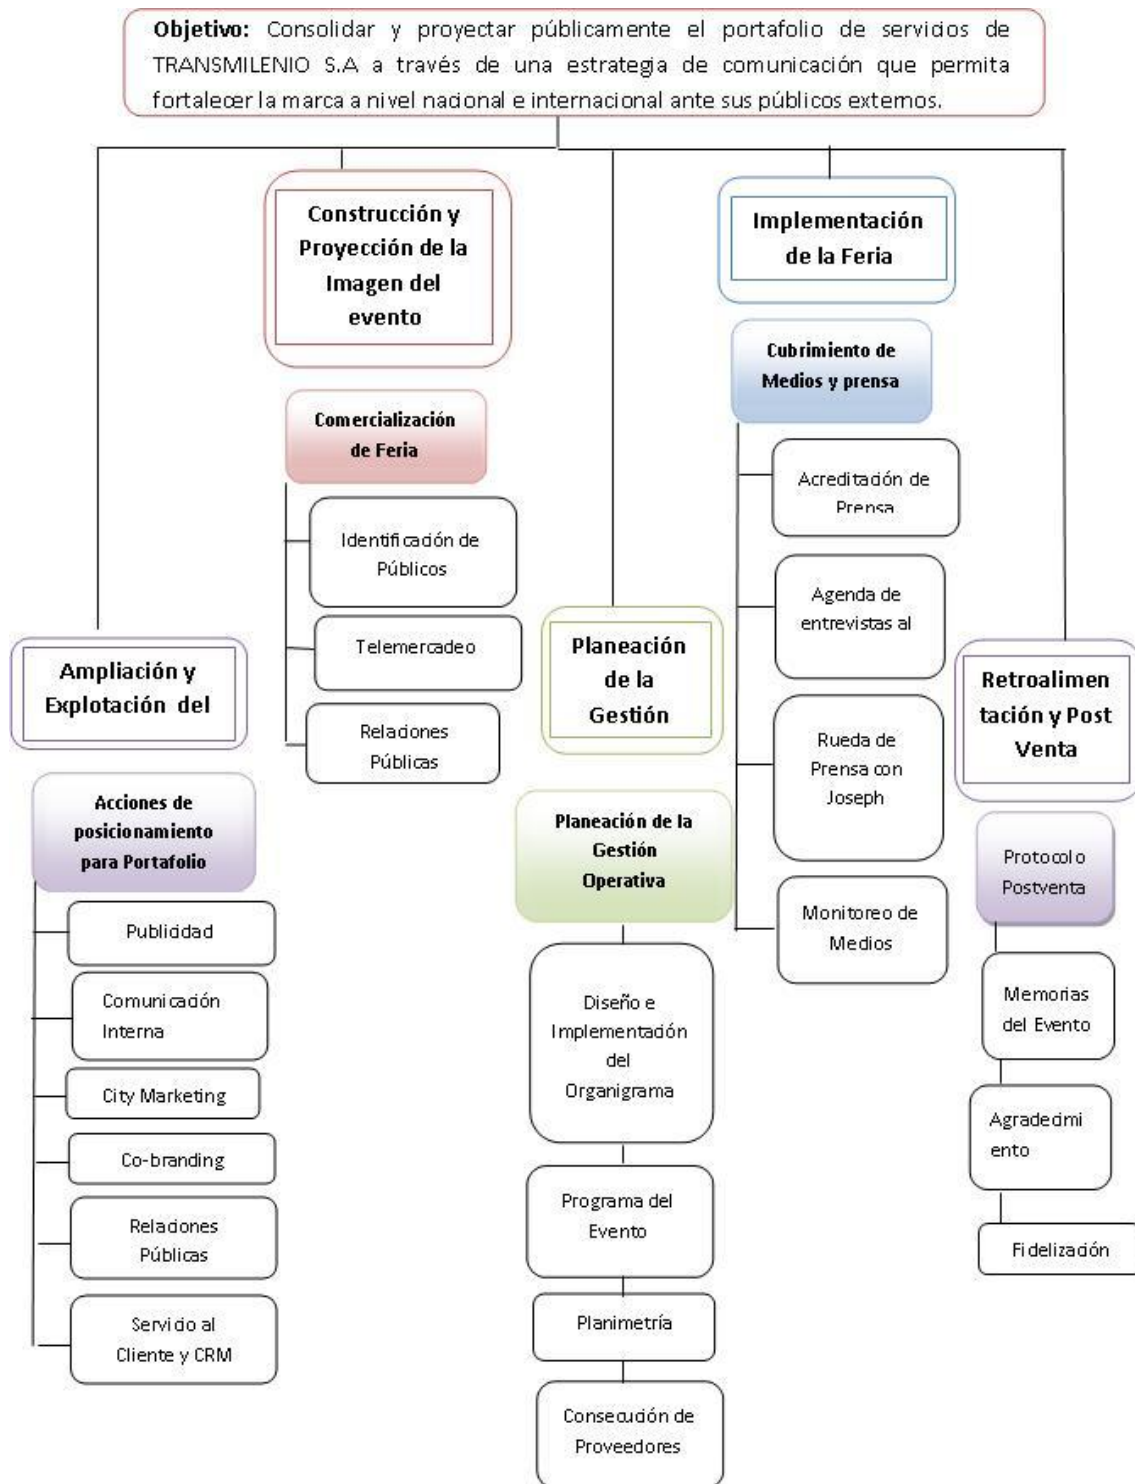 Objetivo: Consolidar y proyectar públicamente el portafolio de servicios de
TRANSMILENIO S.A a través de una estrategia de comunicación que permita
fortalecer la marca a nivel nacional e internacional ante sus públicos externos.
Ampliación y
Explotación del
Acciones de
posicionamiento
para Portafolio
Publicidad
Comunicación
Interna
City Marketing
Co-branding
Relaciones
Públicas
Servicio al
Cliente y CRM
Construcción y
Proyección de la
Imagen del
evento
Comercialización
de Feria
Identificación de
Públicos
Telemercadeo
Relaciones
Públicas
Planeación
de la
Gestión
Planeación de la
Gestión
Operativa
Diseño e
Implementación
del
Organigrama
Programa del
Evento
Planimetría
Consecución de
Proveedores
Implementación
de la Feria
Cubrimiento de
Medios y prensa
Acreditación de
Prensa
Agenda de
entrevistas al
Rueda de
Prensa con
Joseph
Monitoreo de
Medios
Retroalimen
tación y Post
Venta
Protocolo
Postventa
Memorias
del Evento
Agradecimi
ento
Fidelización